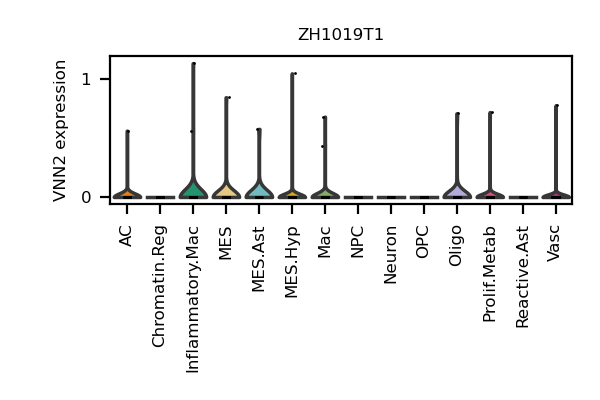 ZH1019T1
VNN2 expression
1
0
AC
Chromatin.Reg
Inflammatory.Mac
MES
MES.Ast
MES.Hyp
Mac
NPC
Neuron
OPC
Oligo
Prolif.Metab
Reactive.Ast
Vasc